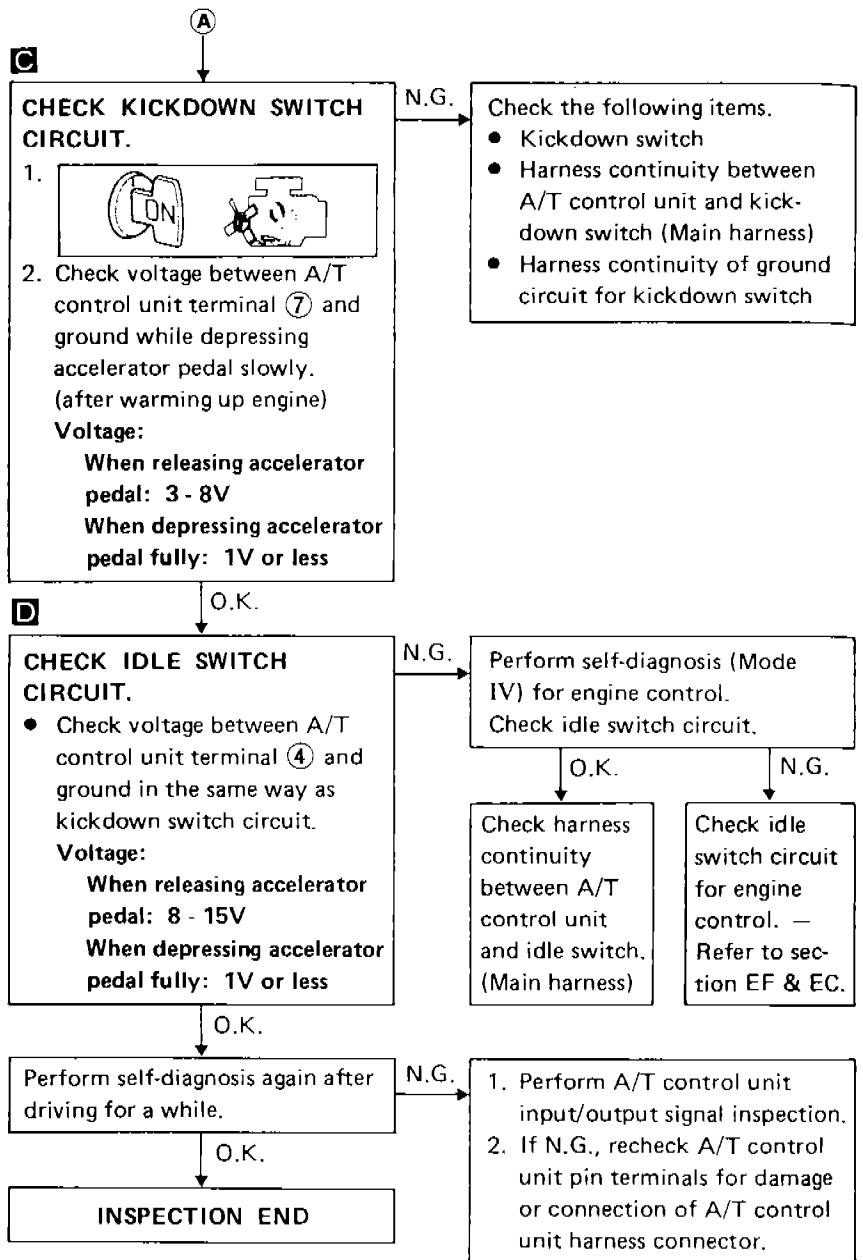 A
C
CHECK KICKDOWN SWITCH
CIRCUIT.
1.
ON
2. Check voltage between A/T
control unit terminal ⑦ and
ground while depressing
accelerator pedal slowly.
(after warming up engine)
Voltage:
When releasing accelerator
pedal: 3 - 8V
When depressing accelerator
pedal fully: 1V or less
N.G.
Check the following items.
● Kickdown switch
● Harness continuity between
A/T control unit and kick-
down switch (Main harness)
● Harness continuity of ground
circuit for kickdown switch
O.K.
D
CHECK IDLE SWITCH
CIRCUIT.
● Check voltage between A/T
control unit terminal ④ and
ground in the same way as
kickdown switch circuit.
Voltage:
When releasing accelerator
pedal: 8 - 15V
When depressing accelerator
pedal fully: 1V or less
N.G.
Perform self-diagnosis (Mode
IV) for engine control.
Check idle switch circuit.
O.K.
Check harness
continuity
between A/T
control unit
and idle switch.
(Main harness)
N.G.
Check idle
switch circuit
for engine
control. —
Refer to sec-
tion EF & EC.
O.K.
Perform self-diagnosis again after
driving for a while.
N.G.
1. Perform A/T control unit
input/output signal inspection.
2. If N.G., recheck A/T control
unit pin terminals for damage
or connection of A/T control
unit harness connector.
O.K.
INSPECTION END